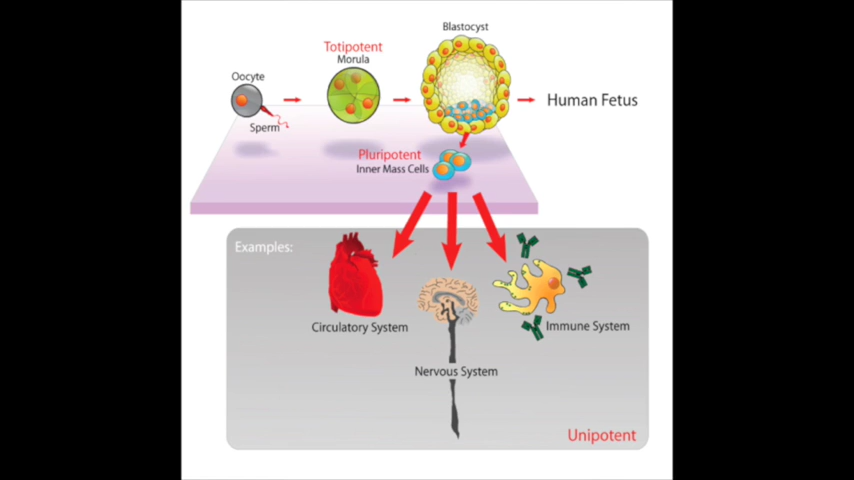 Blastocyst
Totipotent
Morula
Oocyte
Human Fetus
Sperm
Pluripotent
Inner Mass Cells
Examples:
Circulatory System
Immune System
Nervous System
Unipotent